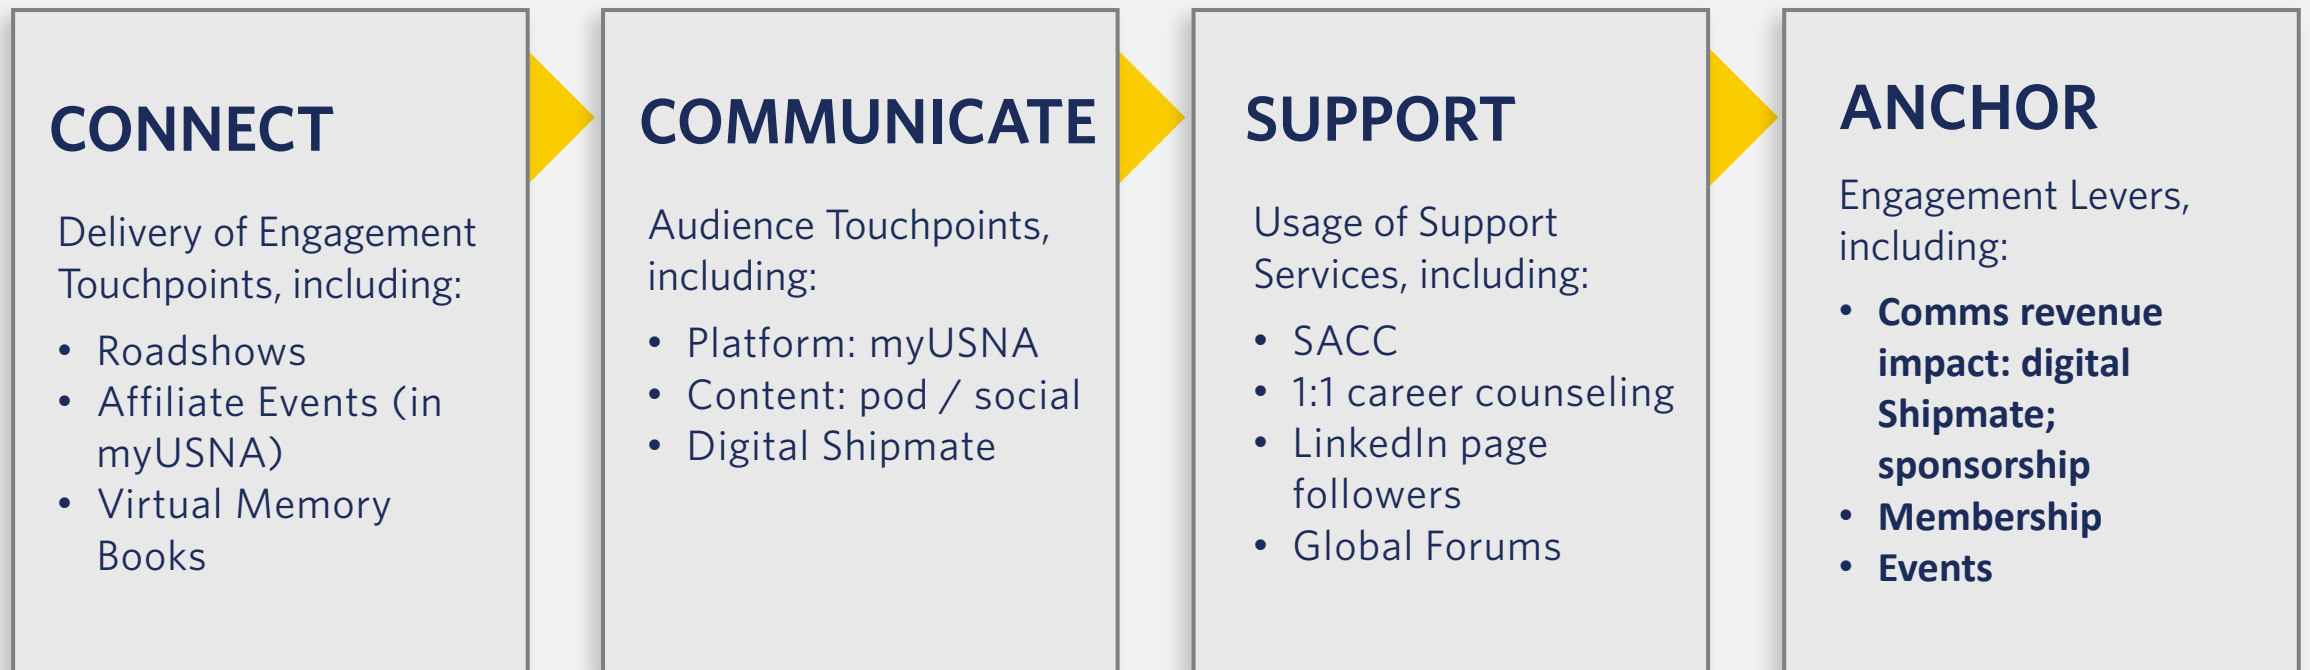 CONNECT
Delivery of Engagement
Touchpoints, including:
• Roadshows
• Affiliate Events (in
myUSNA)
• Virtual Memory
Books
COMMUNICATE
Audience Touchpoints,
including:
• Platform: myUSNA
• Content: pod / social
• Digital Shipmate
SUPPORT
Usage of Support
Services, including:
• SACC
• 1:1 career counseling
• LinkedIn page
followers
• Global Forums
ANCHOR
Engagement Levers,
including:
• Comms revenue
impact: digital
Shipmate;
sponsorship
• Membership
• Events